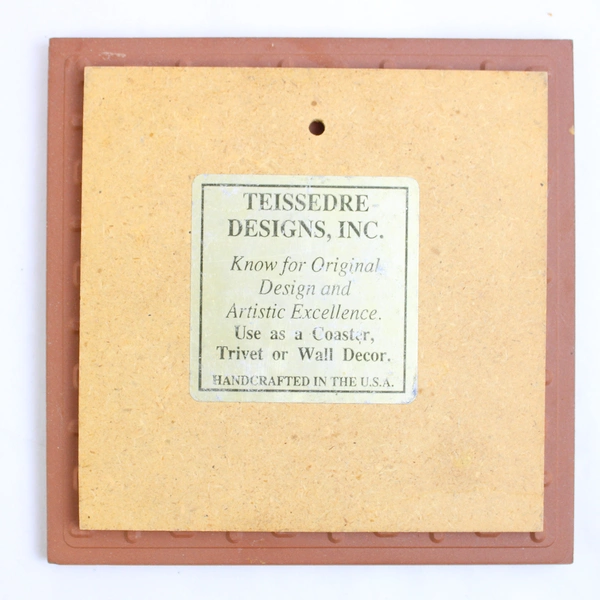 TEISSEDRE
DESIGNS, INC.
Know for Original
Design and
Artistic Excellence.
Use as a Coaster,
Trivet or Wall Decor.
HANDCRAFTED IN THE U.S.A.